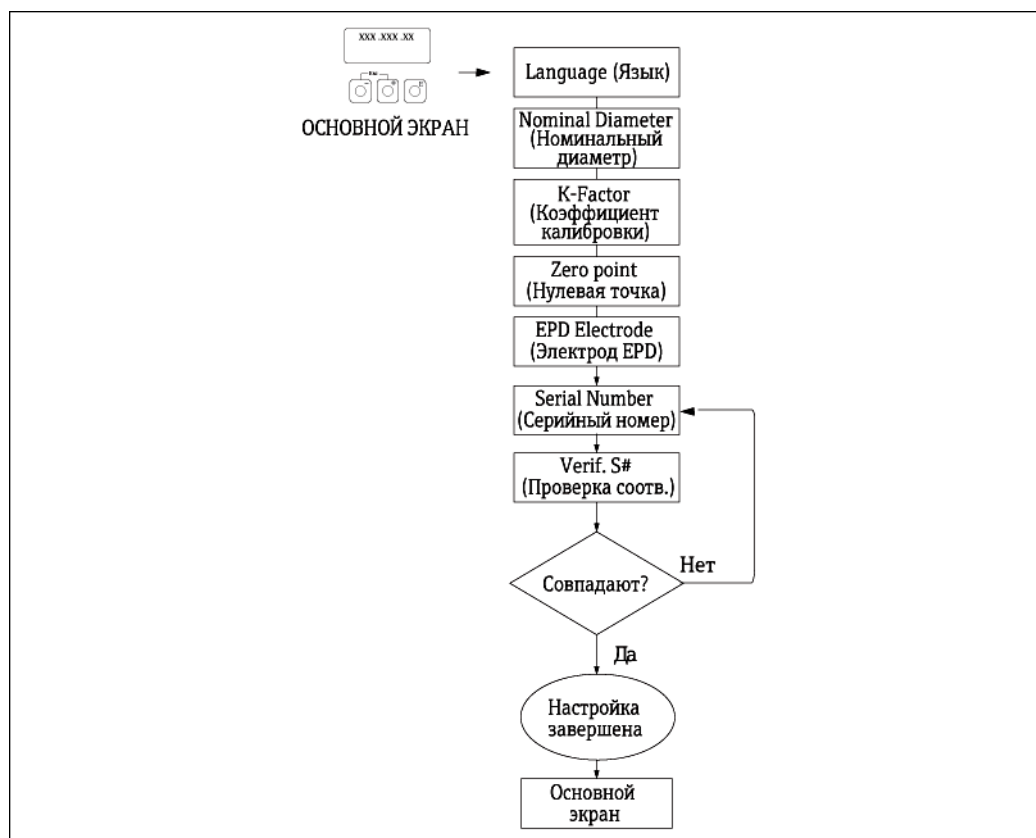 XXX .XXX .XX
Esc
-
+
E
ОСНОВНОЙ ЭКРАН
Language (Язык)
Nominal Diameter
(Номинальный
диаметр)
K-Factor
(Коэффициент
калибровки)
Zero point
(Нулевая точка)
EPD Electrode
(Электрод EPD)
Serial Number
(Серийный номер)
Verif. S#
(Проверка соотв.)
Совпадают?
Нет
Да
Настройка
завершена
Основной
экран